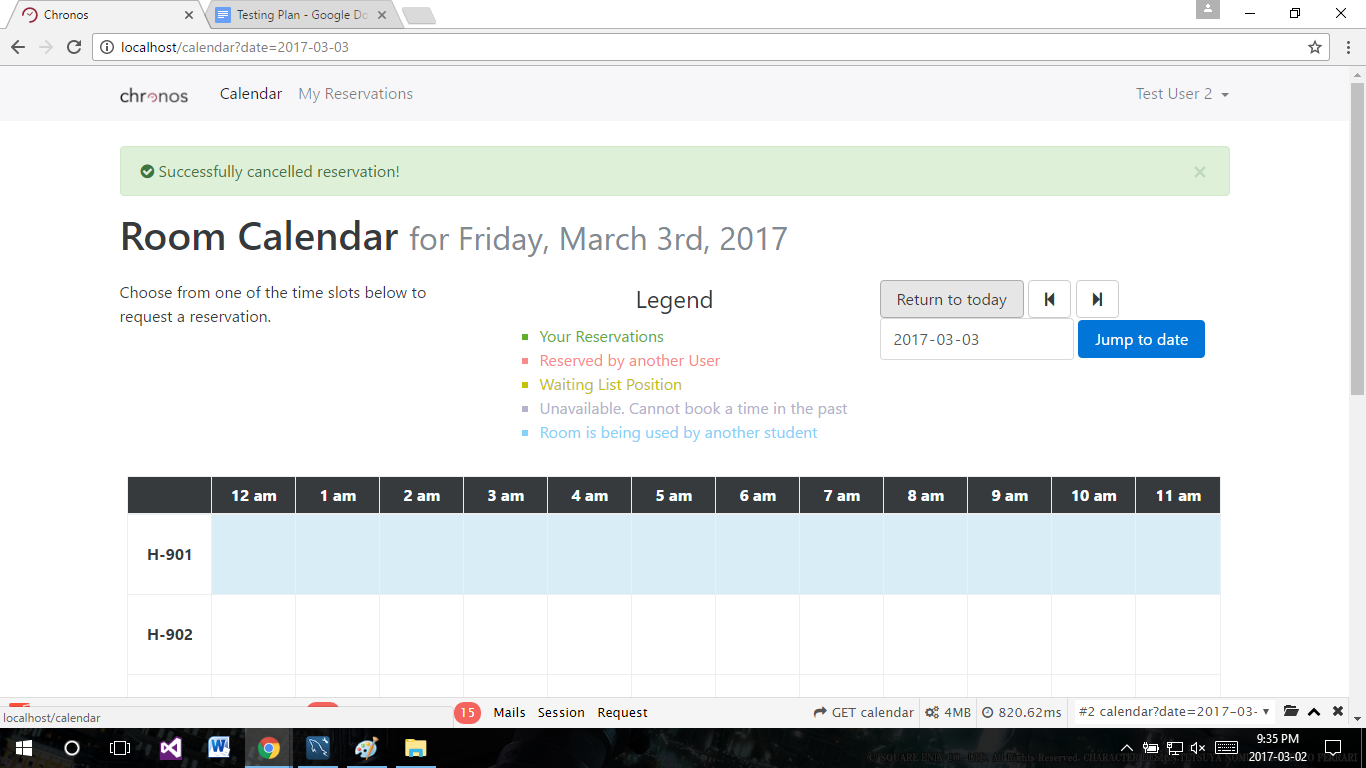 Chronos
Testing Plan - Google Do
localhost/calendar?date=2017-03-03
chronos
Calendar
My Reservations
Test User 2
Successfully cancelled reservation!
×
Room Calendar for Friday, March 3rd, 2017
Choose from one of the time slots below to
request a reservation.
Legend
Your Reservations
Reserved by another User
Waiting List Position
Unavailable. Cannot book a time in the past
Room is being used by another student
Return to today
2017-03-03
Jump to date
12 am 1 am 2 am 3 am 4 am 5 am 6 am 7 am 8 am 9 am 10 am 11 am
H-901
H-902
localhost/calendar
15 Mails Session Request
GET calendar 4MB 820.62ms #2 calendar?date=2017-03-
9:35 PM
2017-03-02